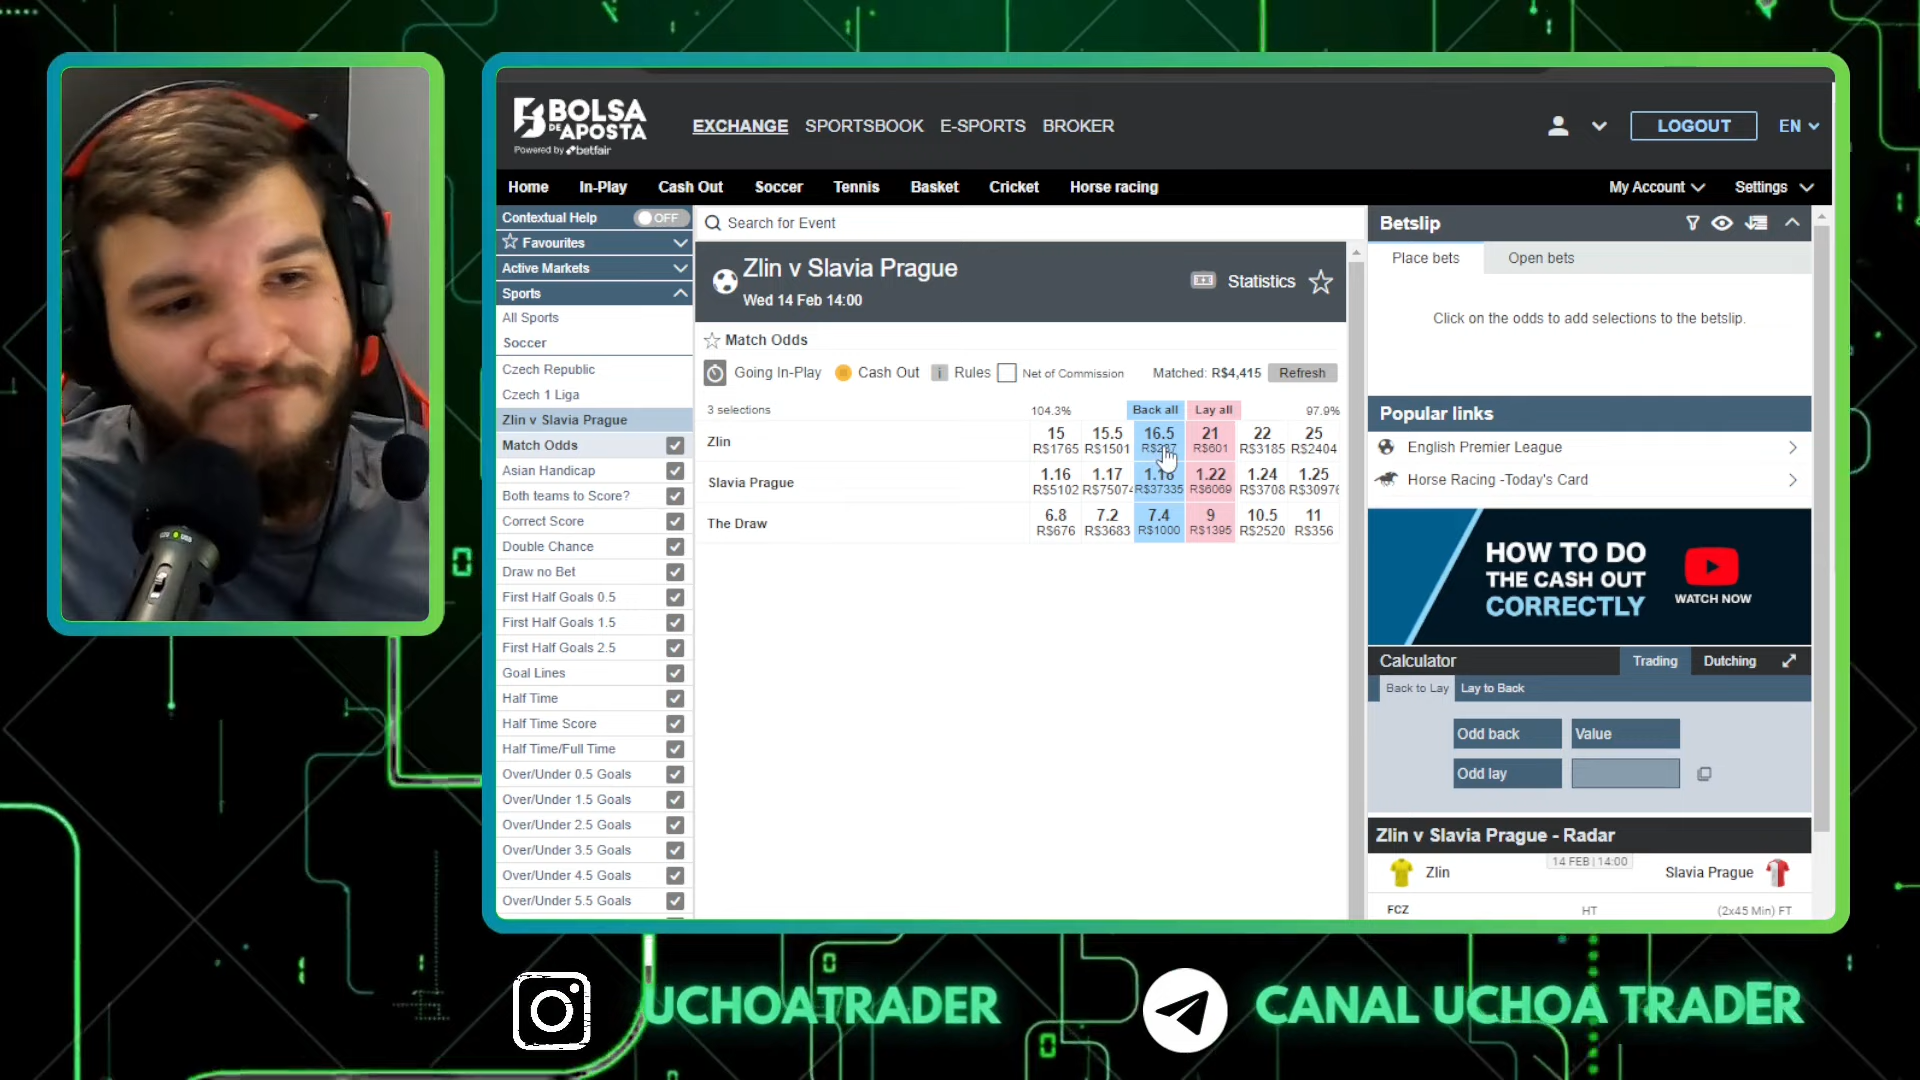 BOLSA
DE APOSTA
Powered by betfair
EXCHANGE SPORTSBOOK E-SPORTS BROKER
LOGOUT
EN
Home In-Play Cash Out Soccer Tennis Basket Cricket Horse racing
My Account Settings
Contextual Help OFF
Favourites
Active Markets
Sports
All Sports
Soccer
Czech Republic
Czech 1 Liga
Zlin v Slavia Prague
Match Odds
Asian Handicap
Both teams to Score?
Correct Score
Double Chance
Draw no Bet
First Half Goals 0.5
First Half Goals 1.5
First Half Goals 2.5
Goal Lines
Half Time
Half Time Score
Half Time/Full Time
Over/Under 0.5 Goals
Over/Under 1.5 Goals
Over/Under 2.5 Goals
Over/Under 3.5 Goals
Over/Under 4.5 Goals
Over/Under 5.5 Goals
Search for Event
Zlin v Slavia Prague
Wed 14 Feb 14:00
Statistics
Match Odds
Going In-Play Cash Out i Rules Net of Commission Matched: R$4,415 Refresh
3 selections 104.3% Back all Lay all 97.9%
Zlin
15 15.5 16.5 21 22 25
R$1765 R$1501 R$601 R$3185 R$2404
Slavia Prague
1.16 1.17 1.18 1.22 1.24 1.25
R$5102 R$75074 R$37335 R$6069 R$3708 R$30976
The Draw
6.8 7.2 7.4 9 10.5 11
R$676 R$3683 R$1000 R$1395 R$2520 R$356
Betslip
Place bets Open bets
Click on the odds to add selections to the betslip.
Popular links
English Premier League
Horse Racing -Today's Card
HOW TO DO
THE CASH OUT
CORRECTLY
WATCH NOW
Calculator Trading Dutching
Back to Lay Lay to Back
Odd back Value
Odd lay
Zlin v Slavia Prague - Radar
14 FEB | 14:00
Zlin Slavia Prague
FCZ HT (2x45 Min) FT
UCHOATRADER
CANAL UCHOA TRADER